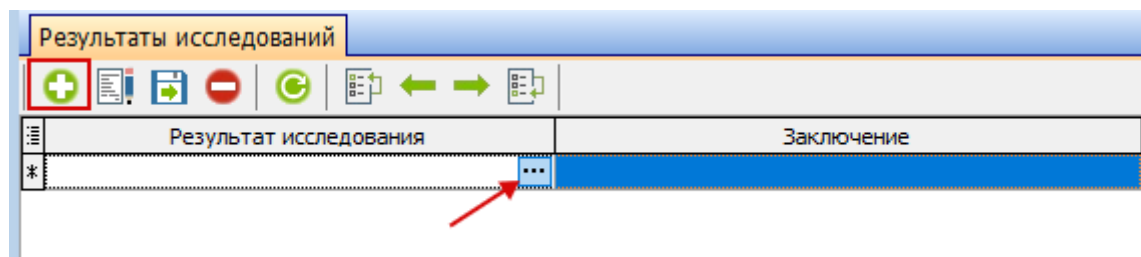 Результаты исследований
Результат исследования Заключение
* ...